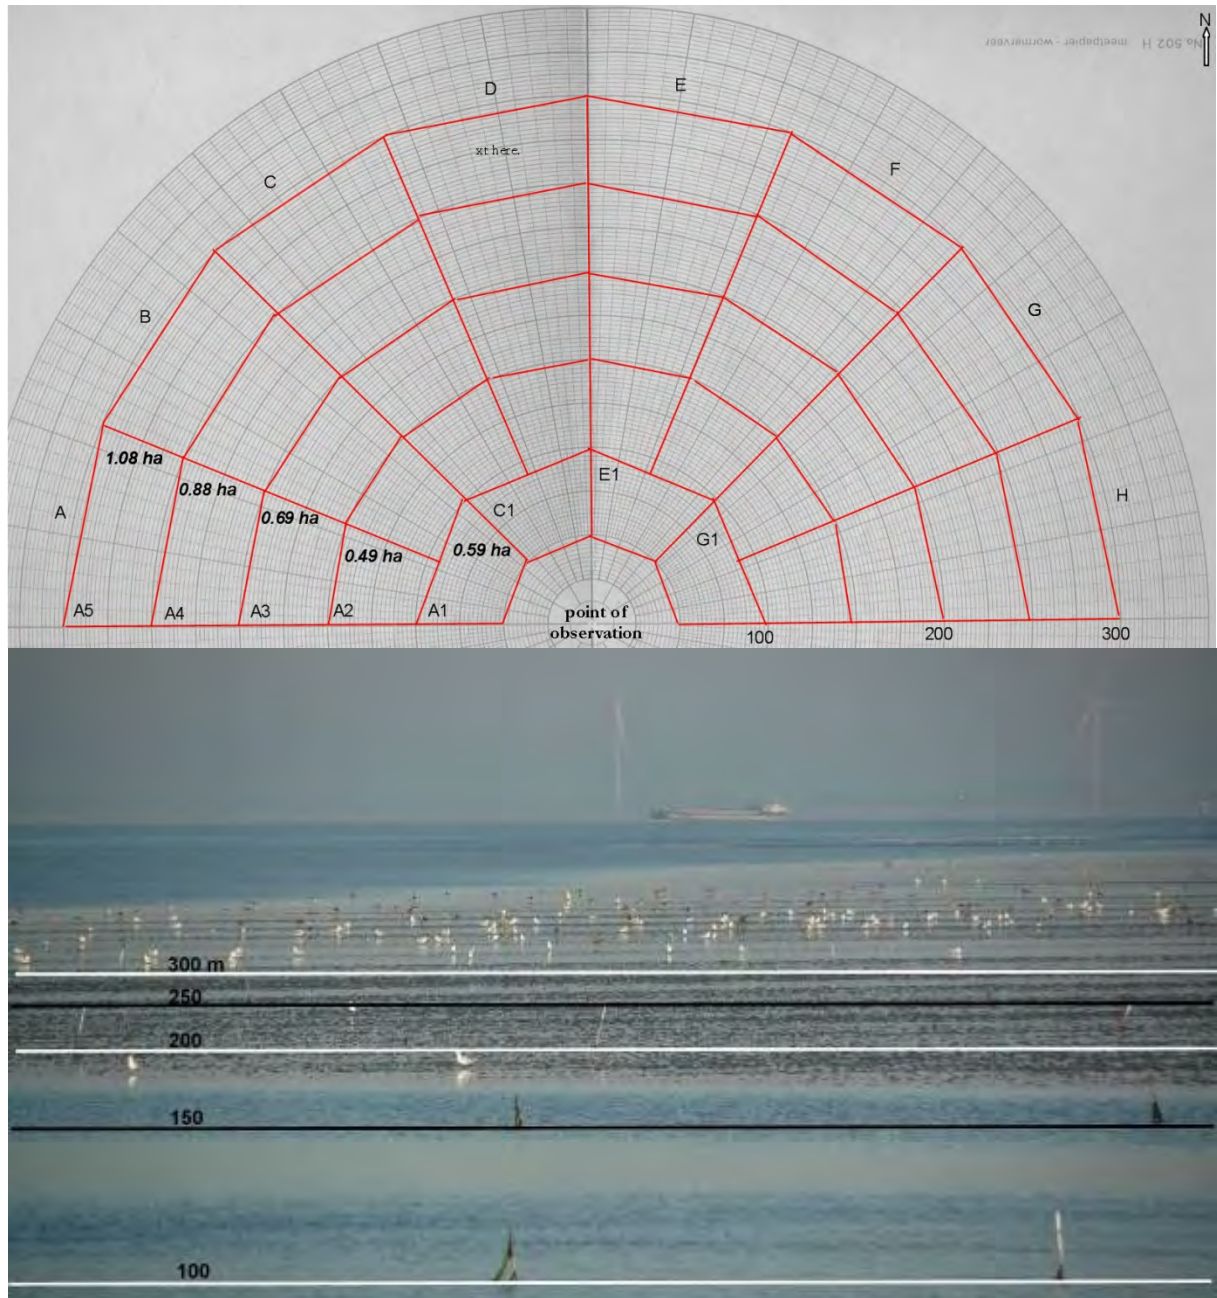 N
No 502 H meetpapier - wormerveer
D
E
xt here.
C
F
B
G
A
H
1.08 ha
0.88 ha
0.69 ha
0.49 ha
0.59 ha
C1
E1
G1
A5
A4
A3
A2
A1
point of
observation
100
200
300
300 m
250
200
150
100